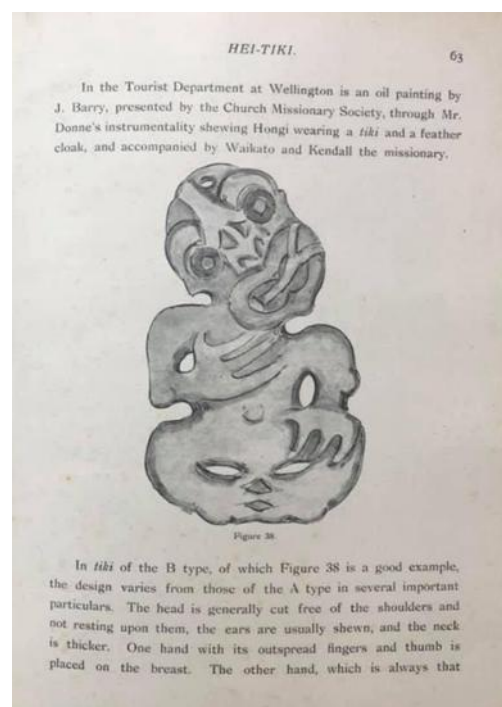 HEI-TIKI.
63
In the Tourist Department at Wellington is an oil painting by
J. Barry, presented by the Church Missionary Society, through Mr.
Donne's instrumentality shewing Hongi wearing a tiki and a feather
cloak, and accompanied by Waikato and Kendall the missionary.
Figure 38.
In tiki of the B type, of which Figure 38 is a good example,
the design varies from those of the A type in several important
particulars. The head is generally cut free of the shoulders and
not resting upon them, the ears are usually shewn, and the neck
is thicker. One hand with its outspread fingers and thumb is
placed on the breast. The other hand, which is always that